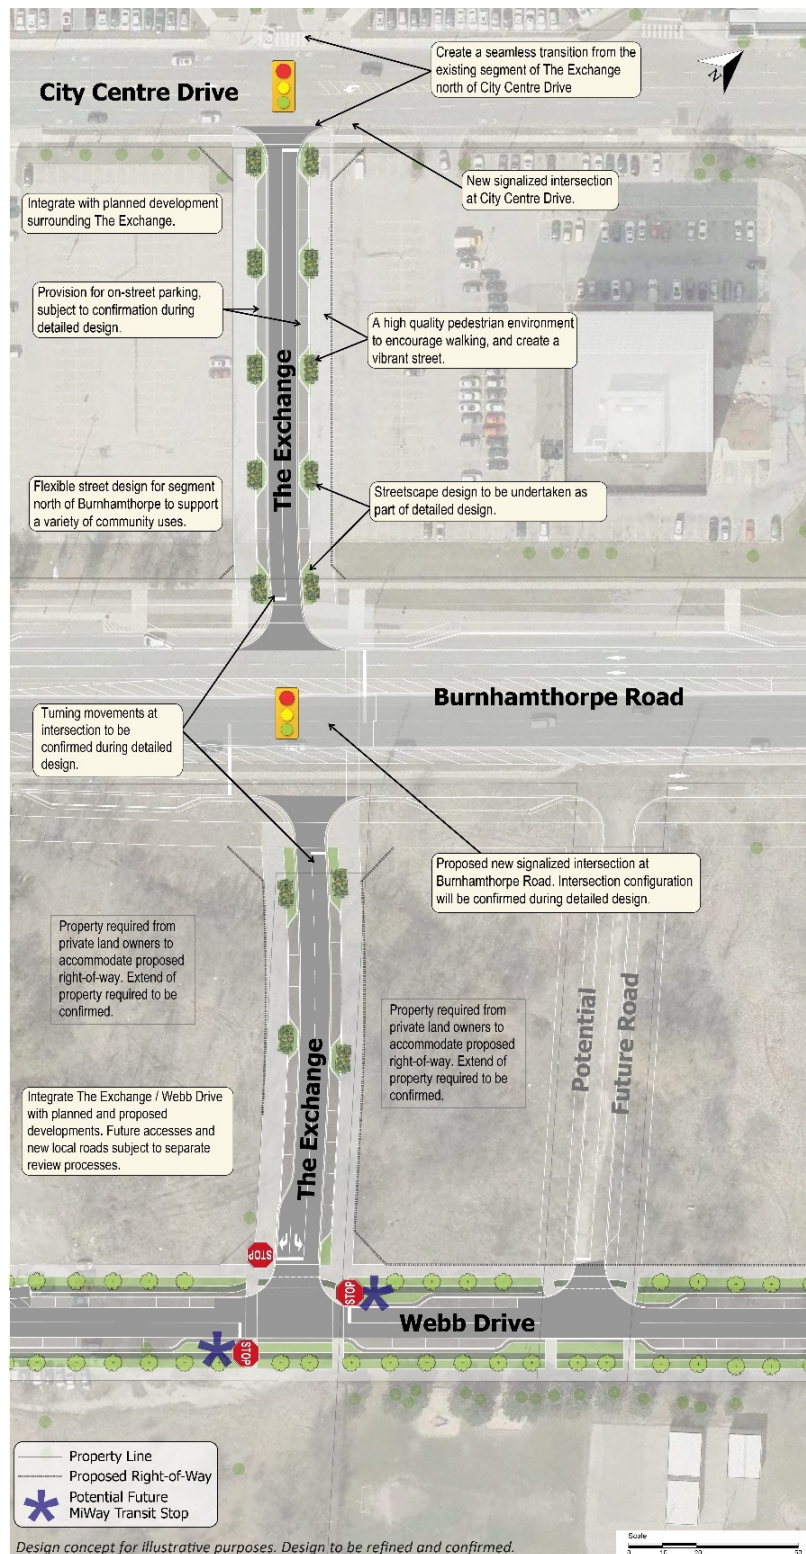 Create a seamless transition from the
existing segment of The Exchange
north of City Centre Drive
City Centre Drive
N
New signalized intersection
at City Centre Drive.
Integrate with planned development
surrounding The Exchange.
Provision for on-street parking,
subject to confirmation during
detailed design.
A high quality pedestrian environment
to encourage walking, and create a
vibrant street.
The Exchange
Flexible street design for segment
north of Burnhamthorpe to support
a variety of community uses.
Streetscape design to be undertaken as
part of detailed design.
Burnhamthorpe Road
Turning movements at
intersection to be
confirmed during detailed
design.
Proposed new signalized intersection at
Burnhamthorpe Road. Intersection configuration
will be confirmed during detailed design.
Property required from
private land owners to
accommodate proposed
right-of-way. Extend of
property required to be
confirmed.
Property required from
private land owners to
accommodate proposed
right-of-way. Extend of
property required to be
confirmed.
Potential
Future Road
The Exchange
Integrate The Exchange / Webb Drive
with planned and proposed
developments. Future accesses and
new local roads subject to separate
review processes.
STOP
STOP
Webb Drive
STOP
Property Line
Proposed Right-of-Way
Potential Future
MiWay Transit Stop
Design concept for illustrative purposes. Design to be refined and confirmed.
Scale
0 10 20 50